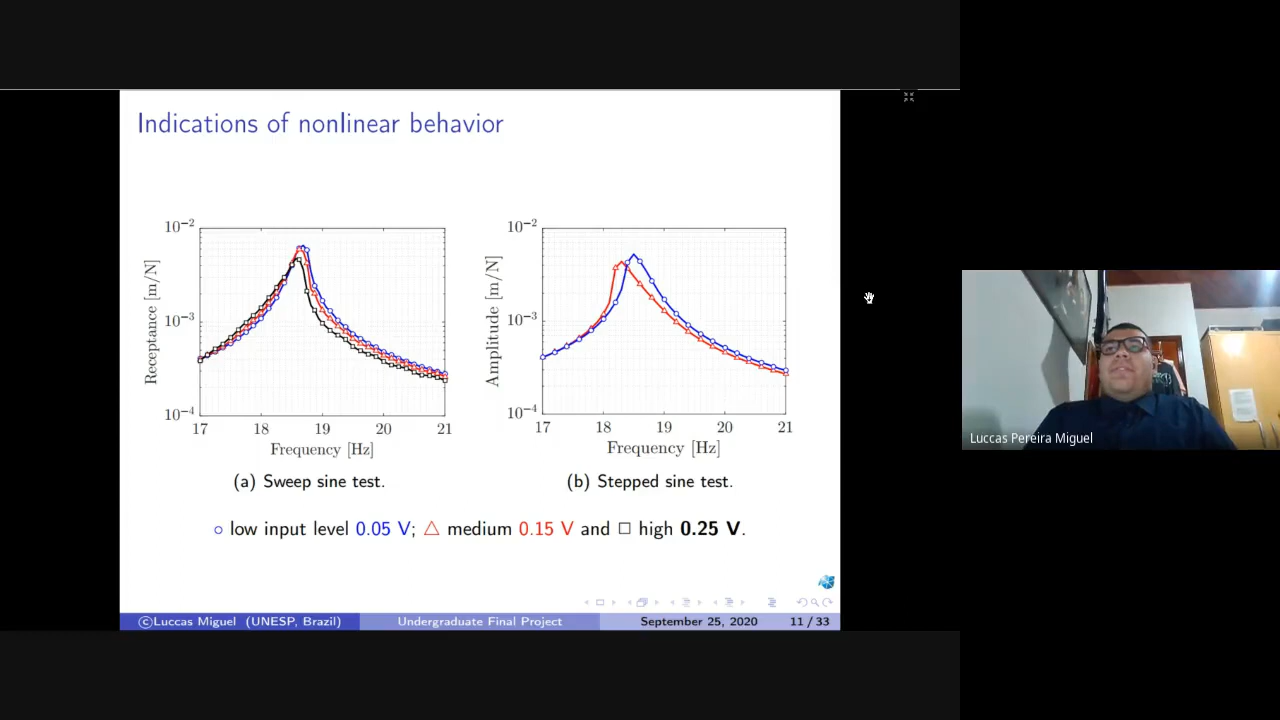 Indications of nonlinear behavior
10−2
10−3
10−4
Receptance [m/N]
17 18 19 20 21
Frequency [Hz]
(a) Sweep sine test.
10−2
10−3
10−4
Amplitude [m/N]
17 18 19 20 21
Frequency [Hz]
(b) Stepped sine test.
○ low input level 0.05 V; △ medium 0.15 V and □ high 0.25 V.
©Luccas Miguel (UNESP, Brazil) Undergraduate Final Project September 25, 2020 11 / 33
Luccas Pereira Miguel